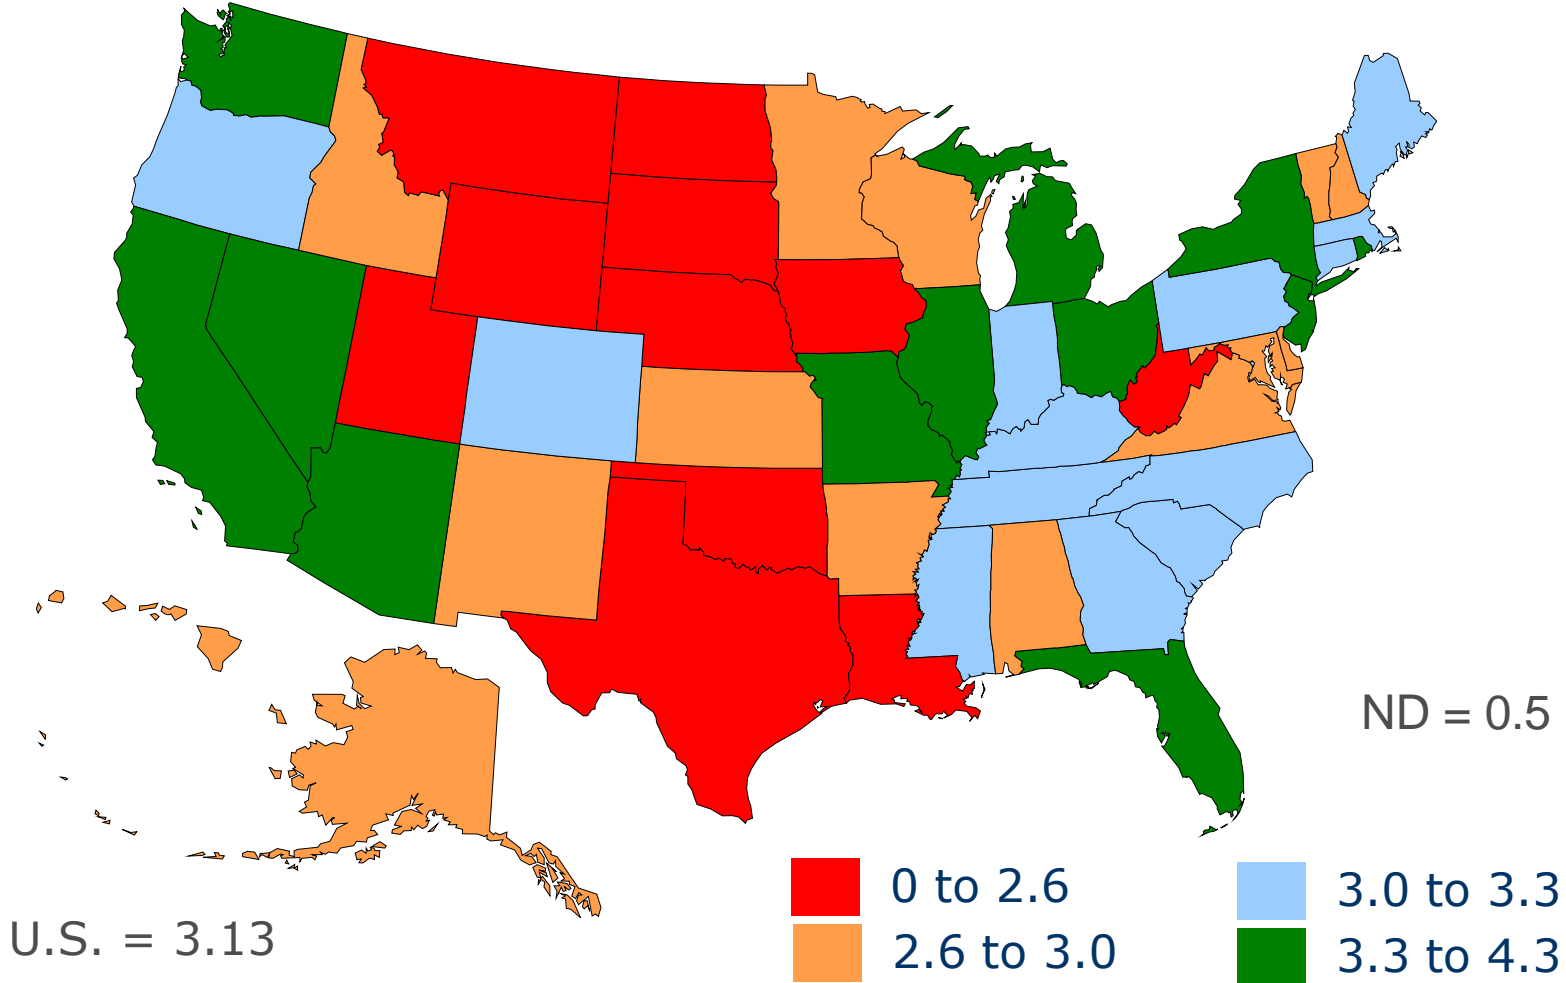 ND = 0.5
U.S. = 3.13
0 to 2.6
2.6 to 3.0
3.0 to 3.3
3.3 to 4.3